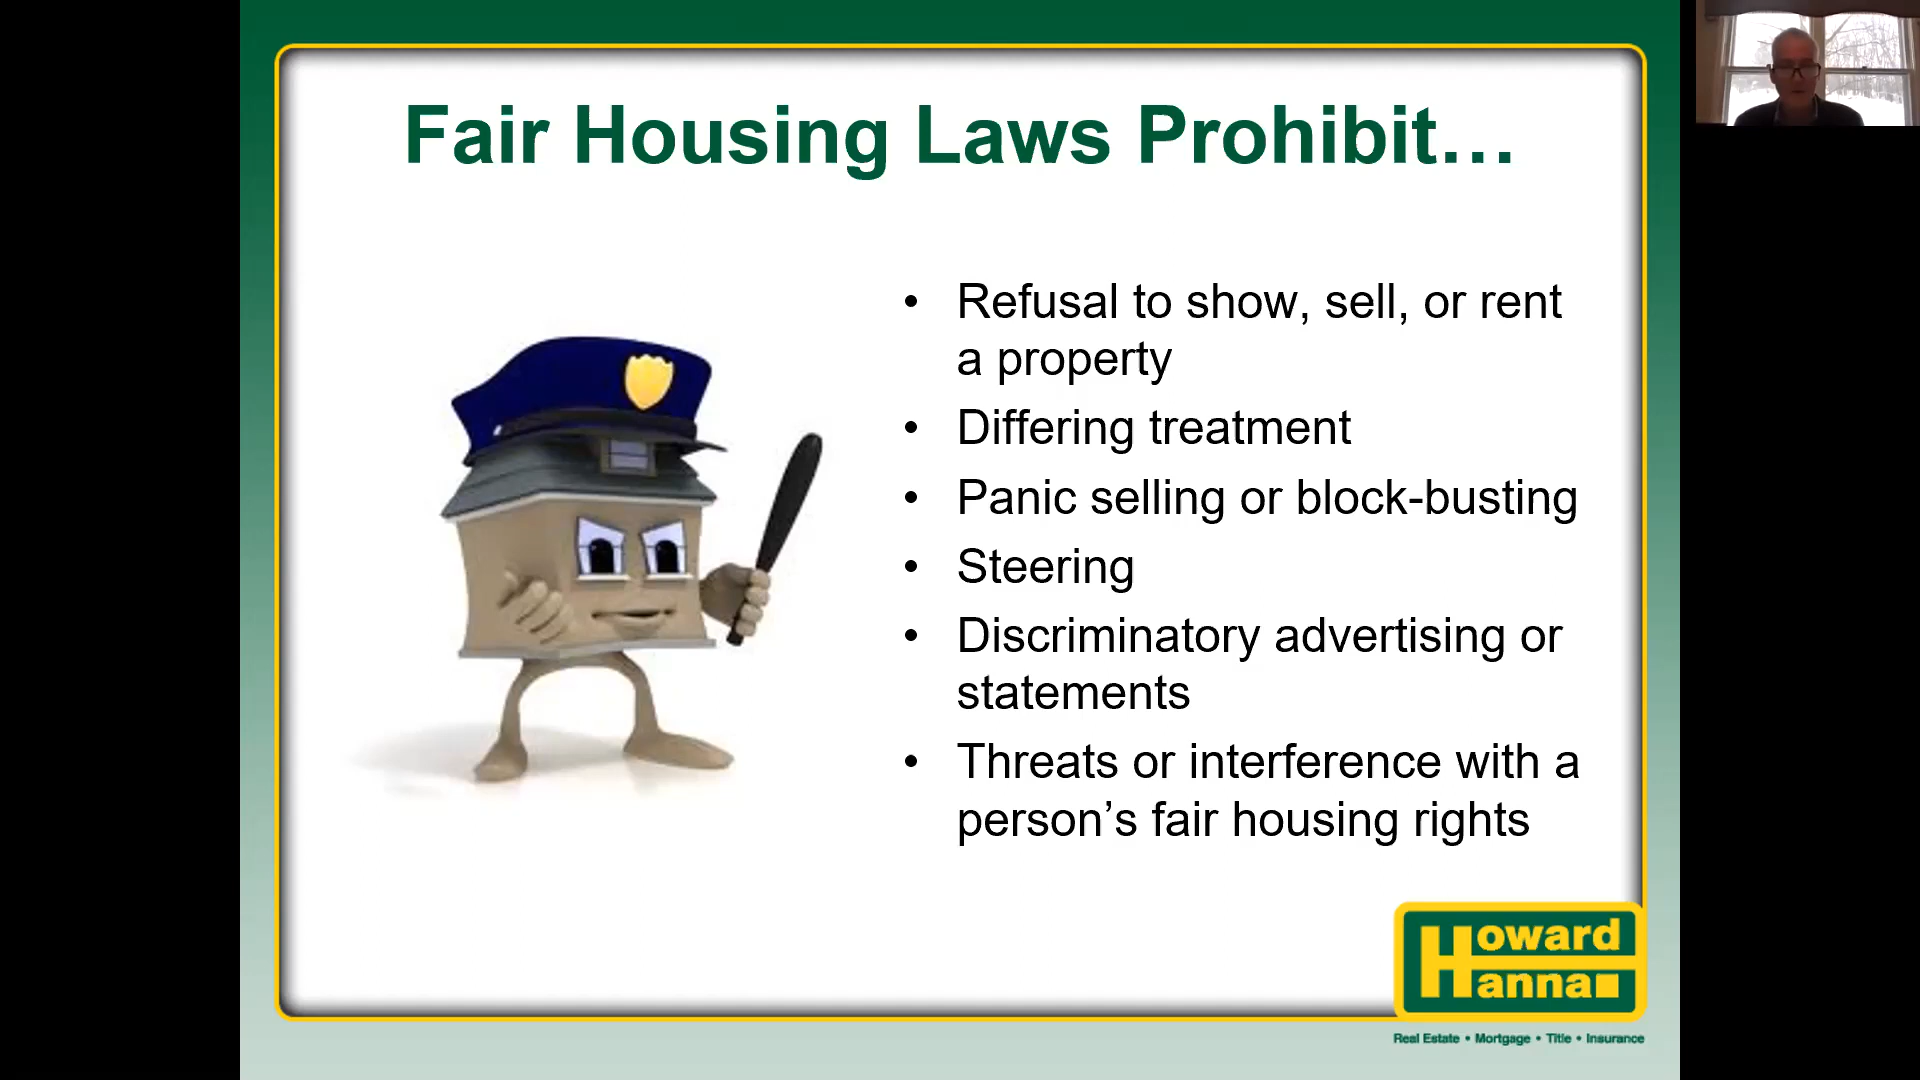 Fair Housing Laws Prohibit…
• Refusal to show, sell, or rent
a property
• Differing treatment
• Panic selling or block-busting
• Steering
• Discriminatory advertising or
statements
• Threats or interference with a
person’s fair housing rights
Howard
Hanna
Real Estate • Mortgage • Title • Insurance